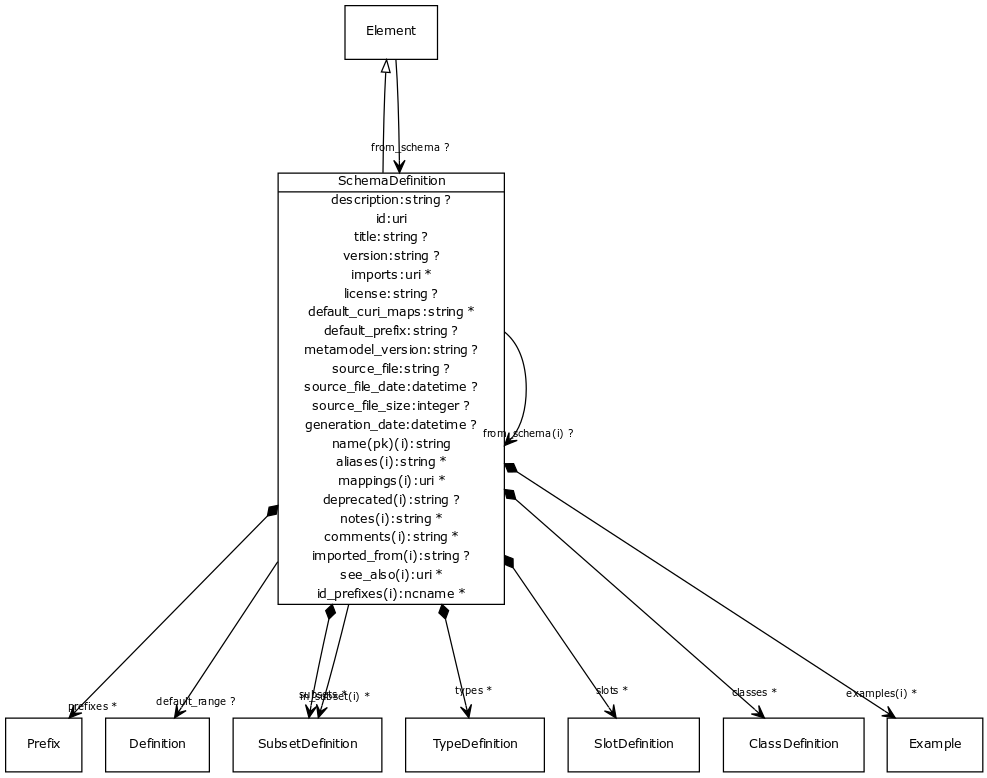 Element
from_schema ?
SchemaDefinition
description:string ?
id:uri
title:string ?
version:string ?
imports:uri *
license:string ?
default_curi_maps:string *
default_prefix:string ?
metamodel_version:string ?
source_file:string ?
source_file_date:datetime ?
source_file_size:integer ?
generation_date:datetime ?
from_schema(i) ?
name(pk)(i):string
aliases(i):string *
mappings(i):uri *
deprecated(i):string ?
notes(i):string *
comments(i):string *
imported_from(i):string ?
see_also(i):uri *
id_prefixes(i):ncname *
prefixes *
default_range ?
subsets *
in_subset(i) *
types *
slots *
classes *
examples(i) *
Prefix
Definition
SubsetDefinition
TypeDefinition
SlotDefinition
ClassDefinition
Example